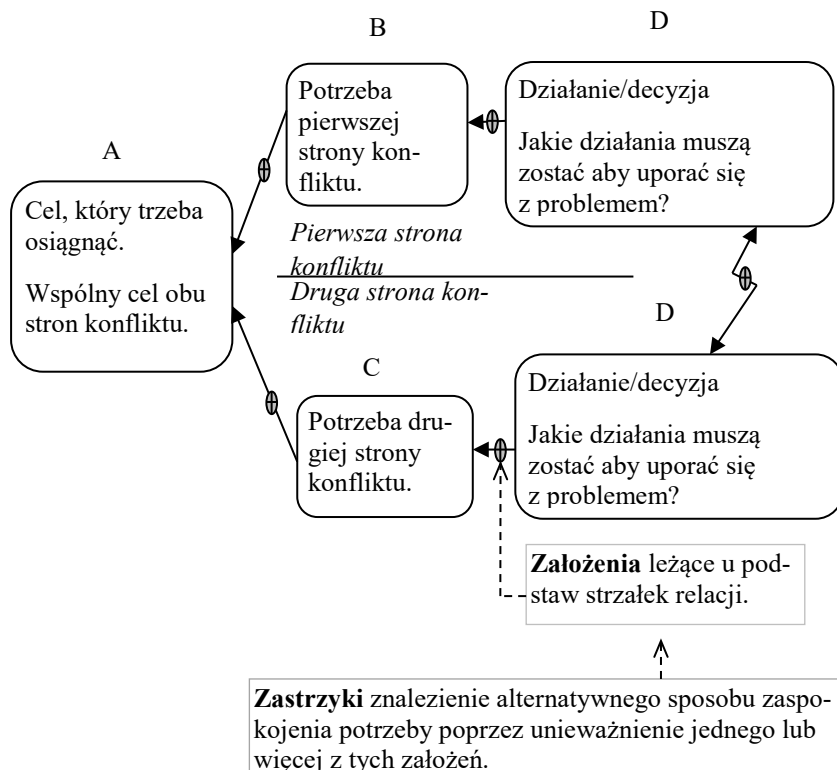 A
Cel, który trzeba
osiągnąć.
Wspólny cel obu
stron konfliktu.
B
Potrzeba
pierwszej
strony kon-
fliktu.
D
Działanie/decyzja
Jakie działania muszą
zostać aby uporać się
z problemem?
Pierwsza strona
konfliktu
Druga strona kon-
fliktu
C
Potrzeba dru-
giej strony
konfliktu.
D
Działanie/decyzja
Jakie działania muszą
zostać aby uporać się
z problemem?
Założenia leżące u pod-
staw strzałek relacji.
Zastrzyki znalezienie alternatywnego sposobu zaspo-
kojenia potrzeby poprzez unieważnienie jednego lub
więcej z tych założeń.